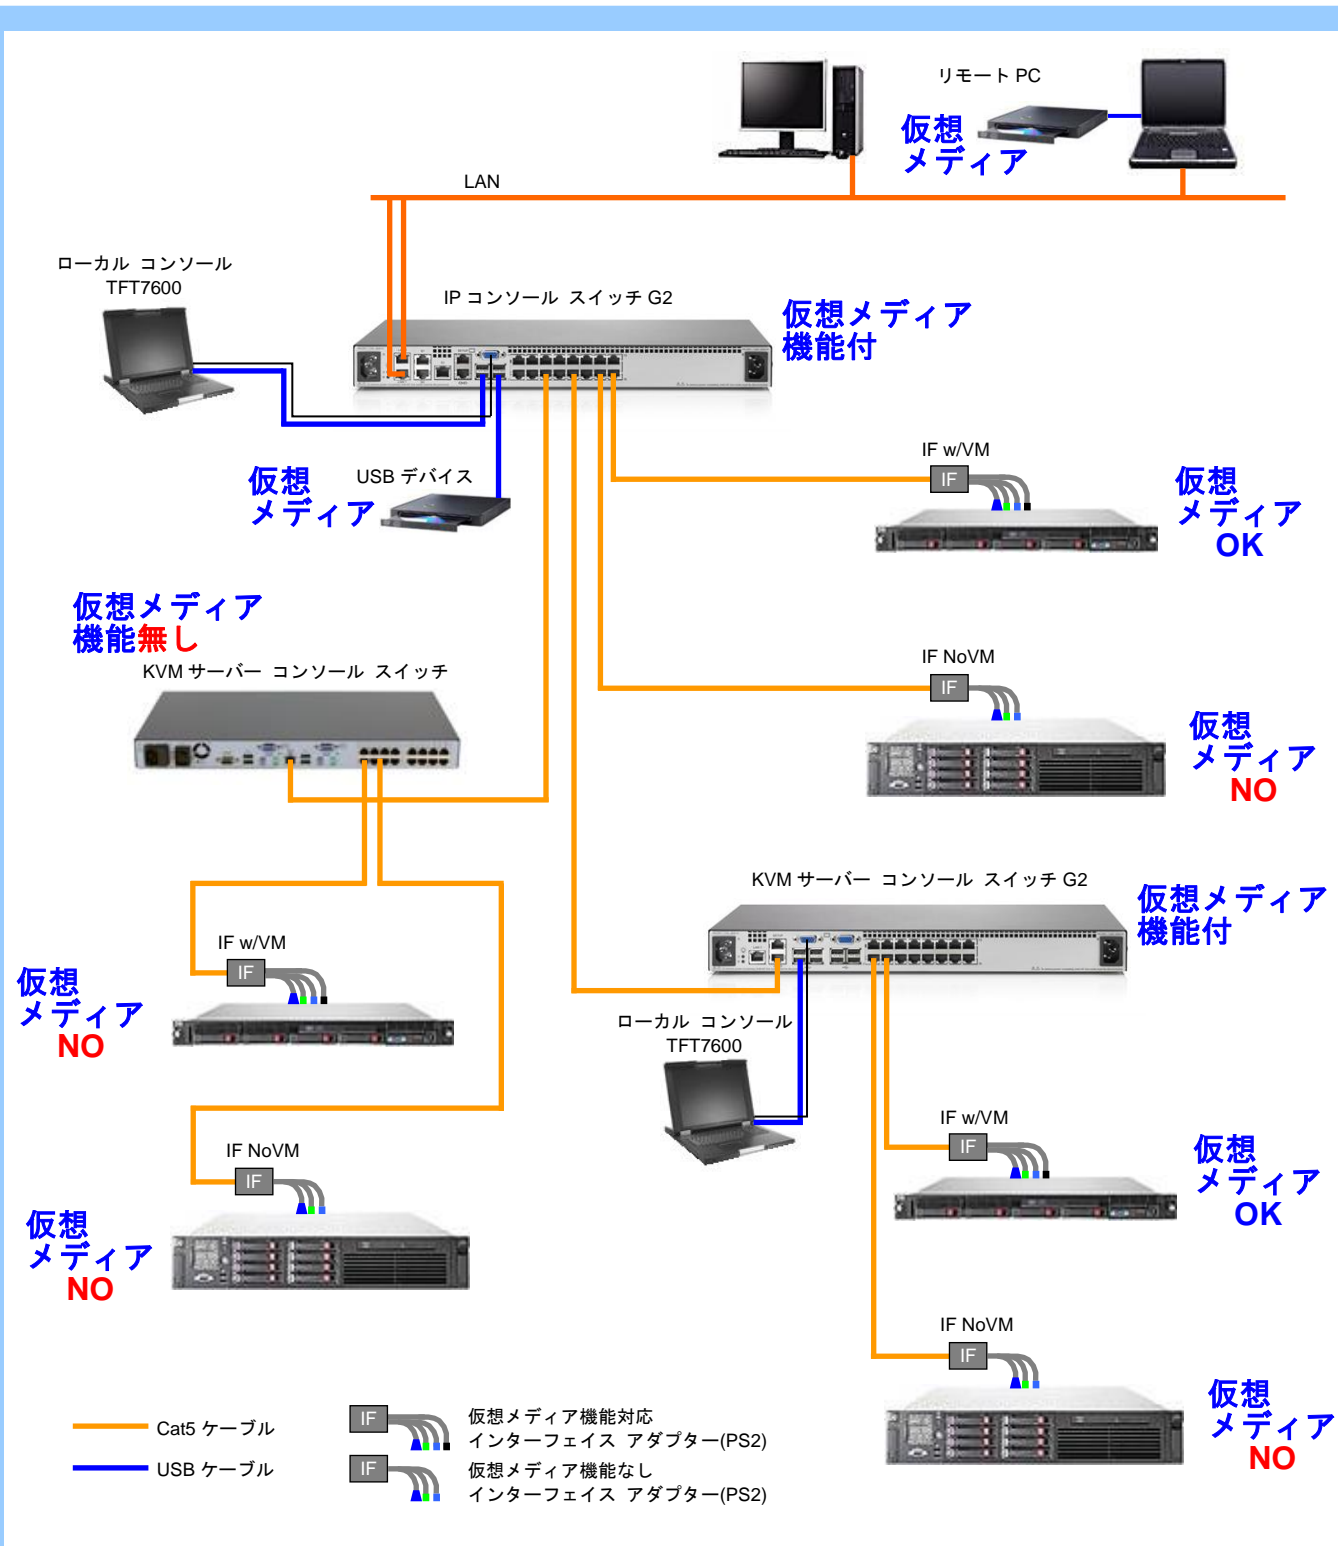 リモート PC
仮想
メディア
LAN
ローカル コンソール
TFT7600
IP コンソール スイッチ G2
仮想メディア
機能付
仮想
メディア
USB デバイス
IF w/VM
IF
仮想
メディア
OK
仮想メディア
機能無し
KVM サーバー コンソール スイッチ
IF NoVM
IF
仮想
メディア
NO
KVM サーバー コンソール スイッチ G2
仮想メディア
機能付
IF w/VM
IF
仮想
メディア
NO
ローカル コンソール
TFT7600
IF w/VM
IF
仮想
メディア
OK
IF NoVM
IF
仮想
メディア
NO
IF NoVM
IF
仮想
メディア
NO
Cat5 ケーブル
USB ケーブル
IF
仮想メディア機能対応
インターフェイス アダプター(PS2)
IF
仮想メディア機能なし
インターフェイス アダプター(PS2)